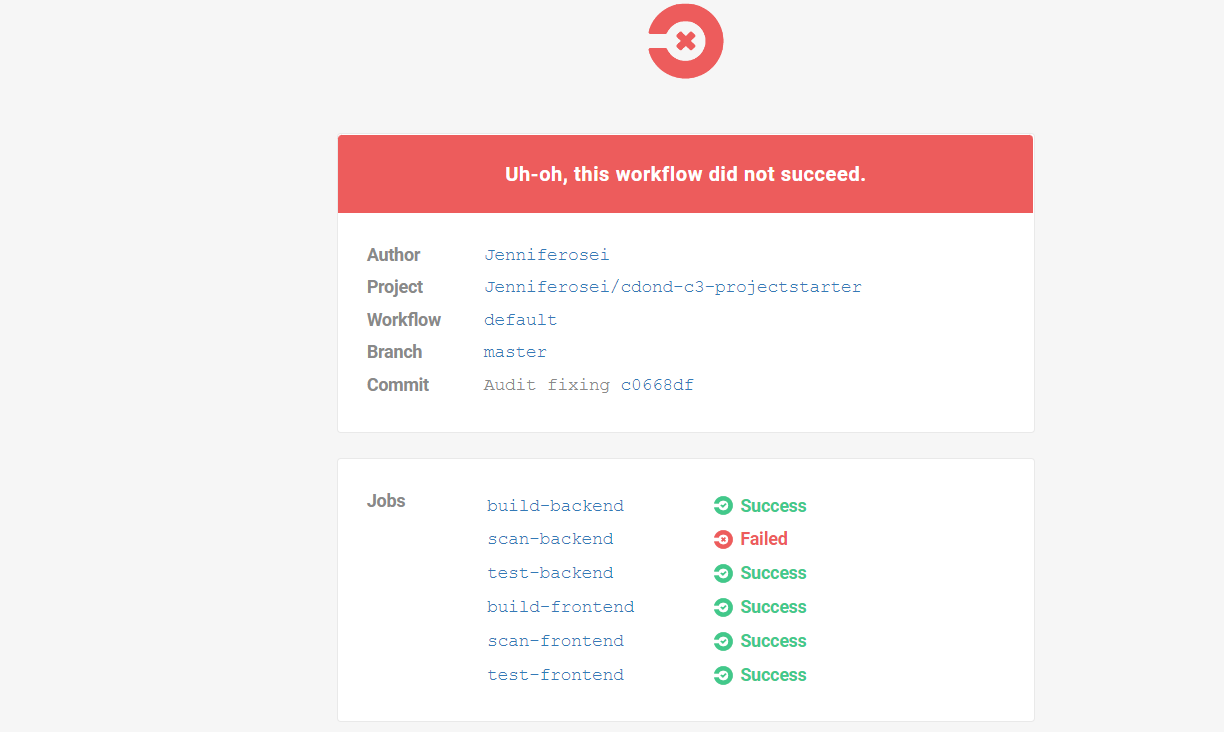 Uh-oh, this workflow did not succeed.
Author Jenniferosei
Project Jenniferosei/cdond-c3-projectstarter
Workflow default
Branch master
Commit Audit fixing c0668df
Jobs build-backend Success
scan-backend Failed
test-backend Success
build-frontend Success
scan-frontend Success
test-frontend Success